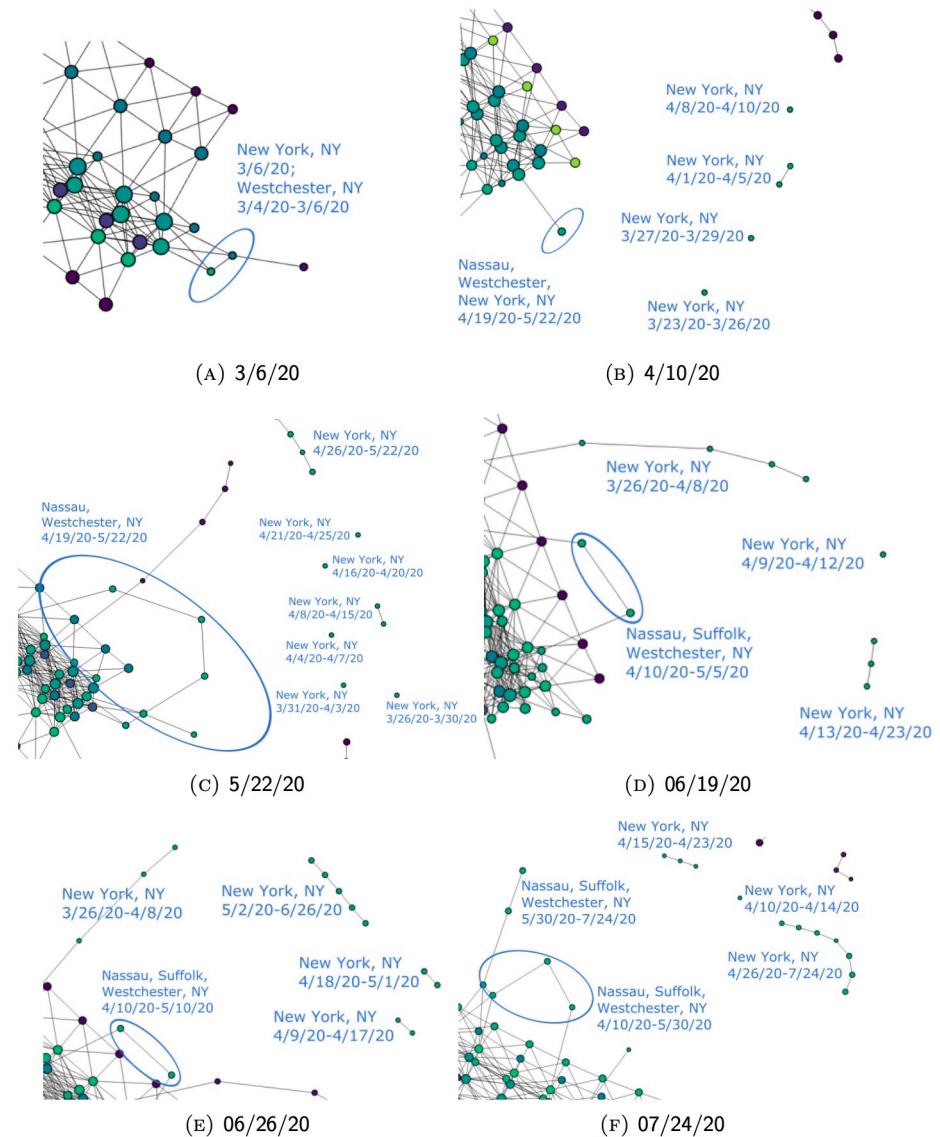 New York, NY
3/6/20;
Westchester, NY
3/4/20-3/6/20
(A) 3/6/20
New York, NY
4/8/20-4/10/20
New York, NY
4/1/20-4/5/20
New York, NY
3/27/20-3/29/20
Nassau,
Westchester,
New York, NY
4/19/20-5/22/20
New York, NY
3/23/20-3/26/20
(B) 4/10/20
New York, NY
4/26/20-5/22/20
Nassau,
Westchester, NY
4/19/20-5/22/20
New York, NY
4/21/20-4/25/20
New York, NY
4/16/20-4/20/20
New York, NY
4/8/20-4/15/20
New York, NY
4/4/20-4/7/20
New York, NY
3/31/20-4/3/20
New York, NY
3/26/20-3/30/20
(C) 5/22/20
New York, NY
3/26/20-4/8/20
New York, NY
4/9/20-4/12/20
Nassau, Suffolk,
Westchester, NY
4/10/20-5/5/20
New York, NY
4/13/20-4/23/20
(D) 06/19/20
New York, NY
3/26/20-4/8/20
New York, NY
5/2/20-6/26/20
Nassau, Suffolk,
Westchester, NY
4/10/20-5/10/20
New York, NY
4/18/20-5/1/20
New York, NY
4/9/20-4/17/20
(E) 06/26/20
New York, NY
4/15/20-4/23/20
Nassau, Suffolk,
Westchester, NY
5/30/20-7/24/20
New York, NY
4/10/20-4/14/20
New York, NY
4/26/20-7/24/20
Nassau, Suffolk,
Westchester, NY
4/10/20-5/30/20
(F) 07/24/20